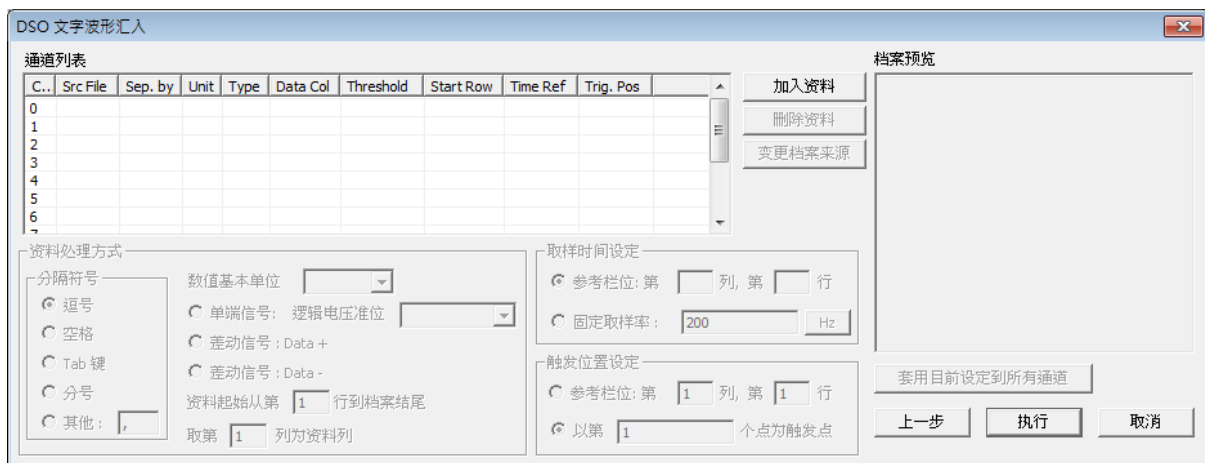 DSO 文字波形汇入
通道列表
C.. Src File Sep. by Unit Type Data Col Threshold Start Row Time Ref Trig. Pos
0
1
2
3
4
5
6
7
加入资料
删除资料
变更档案来源
档案预览
资料处理方式
分隔符号
逗号
空格
Tab 键
分号
其他: ,
数值基本单位
单端信号: 逻辑电压准位
差动信号 : Data +
差动信号 : Data -
资料起始从第 1 行到档案结尾
取第 1 列为资料列
取样时间设定
参考栏位: 第 列, 第 行
固定取样率 : 200 Hz
触发位置设定
参考栏位: 第 1 列, 第 1 行
以第 1 个点为触发点
套用目前设定到所有通道
上一步 执行 取消